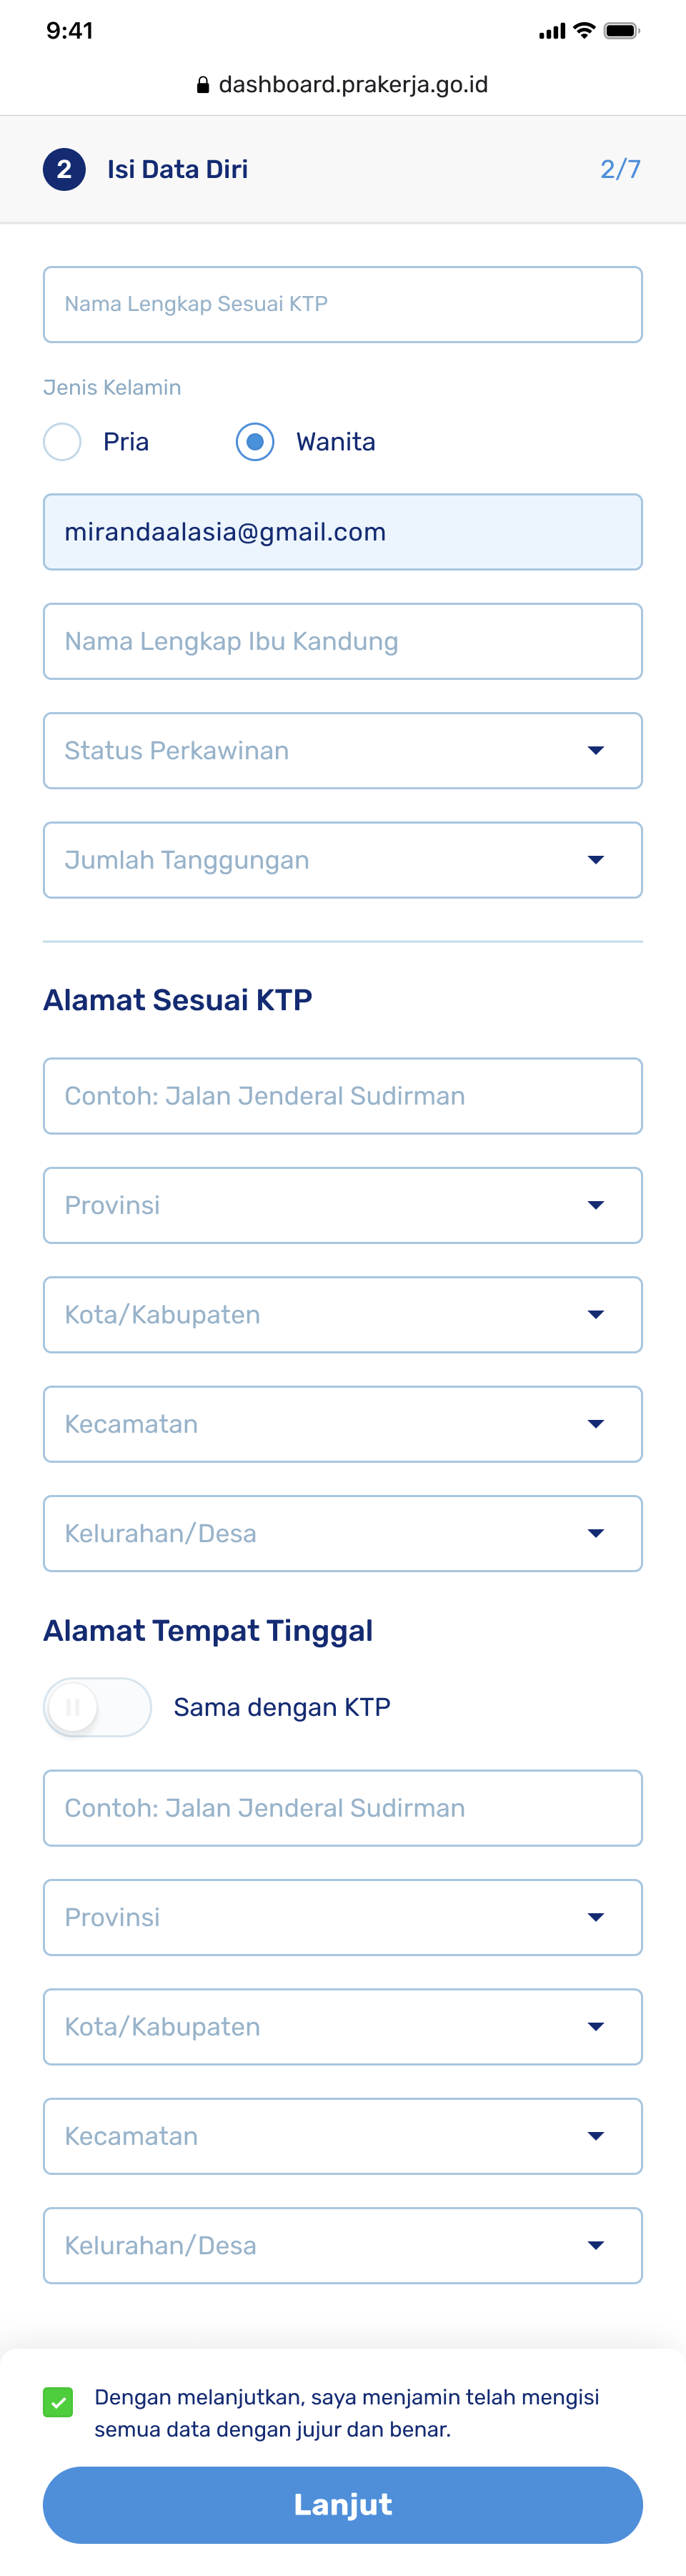 9:41
dashboard.prakerja.go.id
2 Isi Data Diri 2/7
Nama Lengkap Sesuai KTP
Jenis Kelamin
Pria Wanita
mirandaalasia@gmail.com
Nama Lengkap Ibu Kandung
Status Perkawinan
Jumlah Tanggungan
Alamat Sesuai KTP
Contoh: Jalan Jenderal Sudirman
Provinsi
Kota/Kabupaten
Kecamatan
Kelurahan/Desa
Alamat Tempat Tinggal
Sama dengan KTP
Contoh: Jalan Jenderal Sudirman
Provinsi
Kota/Kabupaten
Kecamatan
Kelurahan/Desa
Dengan melanjutkan, saya menjamin telah mengisi
semua data dengan jujur dan benar.
Lanjut